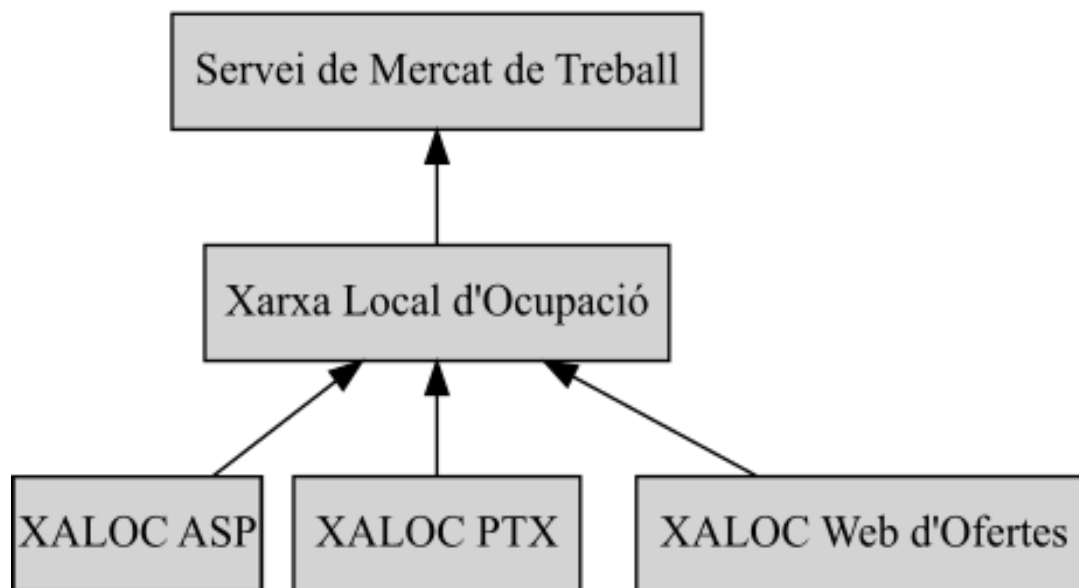 Servei de Mercat de Treball
Xarxa Local d'Ocupació
XALOC ASP
XALOC PTX
XALOC Web d'Ofertes